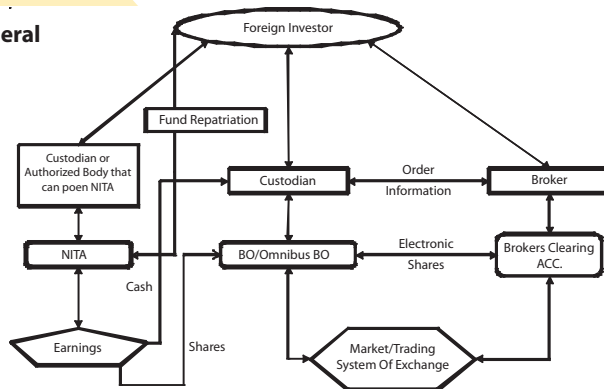 eral
Foreign Investor
Fund Repatriation
Custodian or
Authorized Body that
can poen NITA
Custodian
Order
Information
Broker
NITA
BO/Omnibus BO
Electronic
Shares
Brokers Clearing
ACC.
Cash
Earnings
Shares
Market/Trading
System Of Exchange